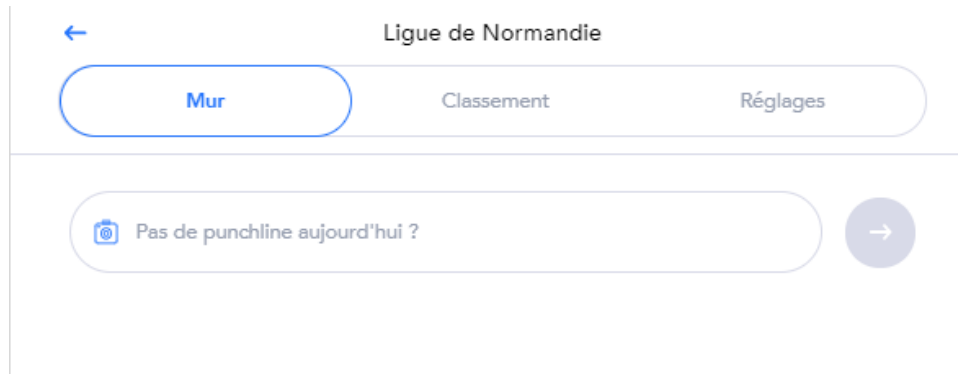 Ligue de Normandie
Mur Classement Réglages
Pas de punchline aujourd'hui ?